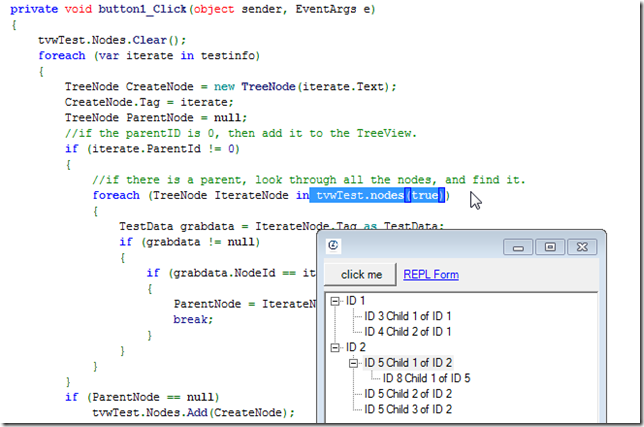 private void button1_Click(object sender, EventArgs e)
{
tvwTest.Nodes.Clear();
foreach (var iterate in testinfo)
{
TreeNode CreateNode = new TreeNode(iterate.Text);
CreateNode.Tag = iterate;
TreeNode ParentNode = null;
//if the parentID is 0, then add it to the TreeView.
if (iterate.ParentId != 0)
{
//if there is a parent, look through all the nodes, and find it.
foreach (TreeNode IterateNode in tvwTest.nodes(true))
{
TestData grabdata = IterateNode.Tag as TestData;
if (grabdata != null)
{
if (grabdata.NodeId == it
{
ParentNode = IterateN
break;
}
}
}
}
if (ParentNode == null)
tvwTest.Nodes.Add(CreateNode);
click me REPL Form
ID 1
ID 3 Child 1 of ID 1
ID 4 Child 2 of ID 1
ID 2
ID 5 Child 1 of ID 2
ID 8 Child 1 of ID 5
ID 5 Child 2 of ID 2
ID 5 Child 3 of ID 2